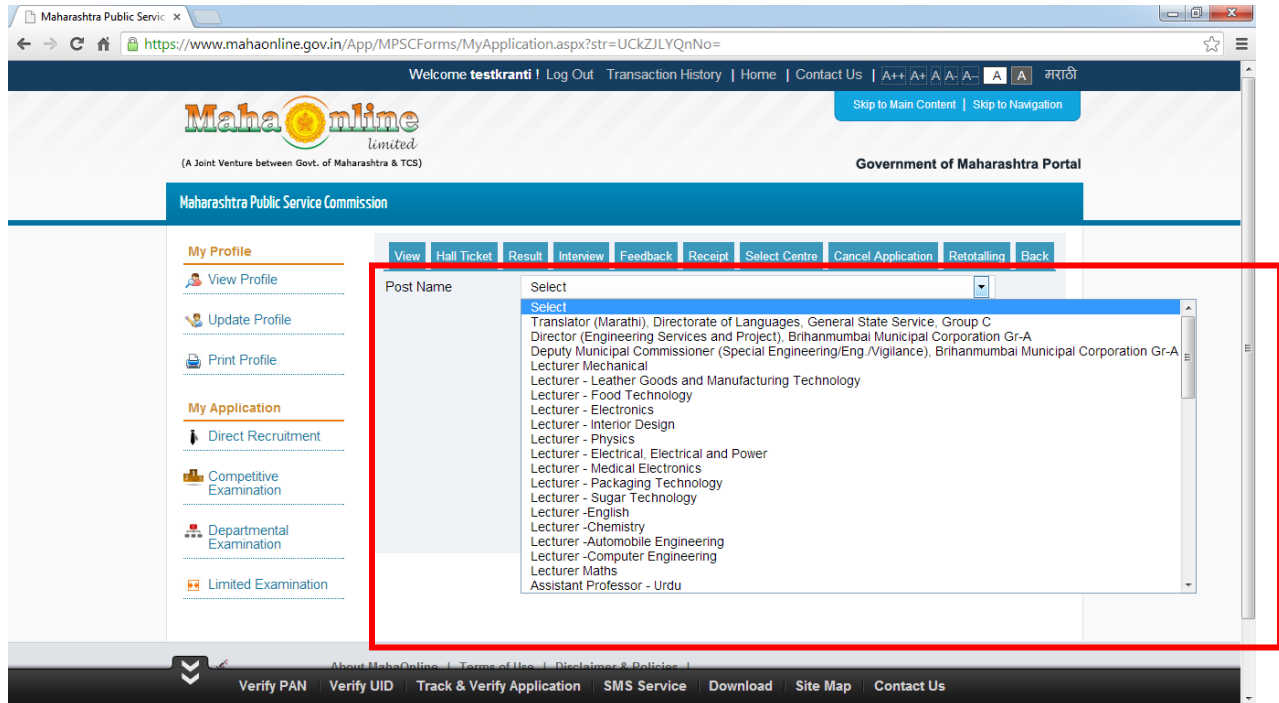 Maharashtra Public Servic
https://www.mahaonline.gov.in/App/MPSCForms/MyApplication.aspx?str=UCkZJLYQnNo=
Welcome testkranti ! Log Out Transaction History | Home | Contact Us | A++ A+ A A- A-- A A मराठी
Skip to Main Content | Skip to Navigation
Maha nline
limited
(A Joint Venture between Govt. of Maharashtra & TCS)
Government of Maharashtra Portal
Maharashtra Public Service Commission
My Profile
View Profile
Update Profile
Print Profile
My Application
Direct Recruitment
Competitive
Examination
Departmental
Examination
Limited Examination
View Hall Ticket Result Interview Feedback Receipt Select Centre Cancel Application Retotalling Back
Post Name Select
Select
Translator (Marathi), Directorate of Languages, General State Service, Group C
Director (Engineering Services and Project), Brihanmumbai Municipal Corporation Gr-A
Deputy Municipal Commissioner (Special Engineering/Eng./Vigilance), Brihanmumbai Municipal Corporation Gr-A
Lecturer Mechanical
Lecturer - Leather Goods and Manufacturing Technology
Lecturer - Food Technology
Lecturer - Electronics
Lecturer - Interior Design
Lecturer - Physics
Lecturer - Electrical, Electrical and Power
Lecturer - Medical Electronics
Lecturer - Packaging Technology
Lecturer - Sugar Technology
Lecturer -English
Lecturer -Chemistry
Lecturer -Automobile Engineering
Lecturer -Computer Engineering
Lecturer Maths
Assistant Professor - Urdu
About MahaOnline | Terms of Use | Disclaimer & Policies |
Verify PAN Verify UID Track & Verify Application SMS Service Download Site Map Contact Us